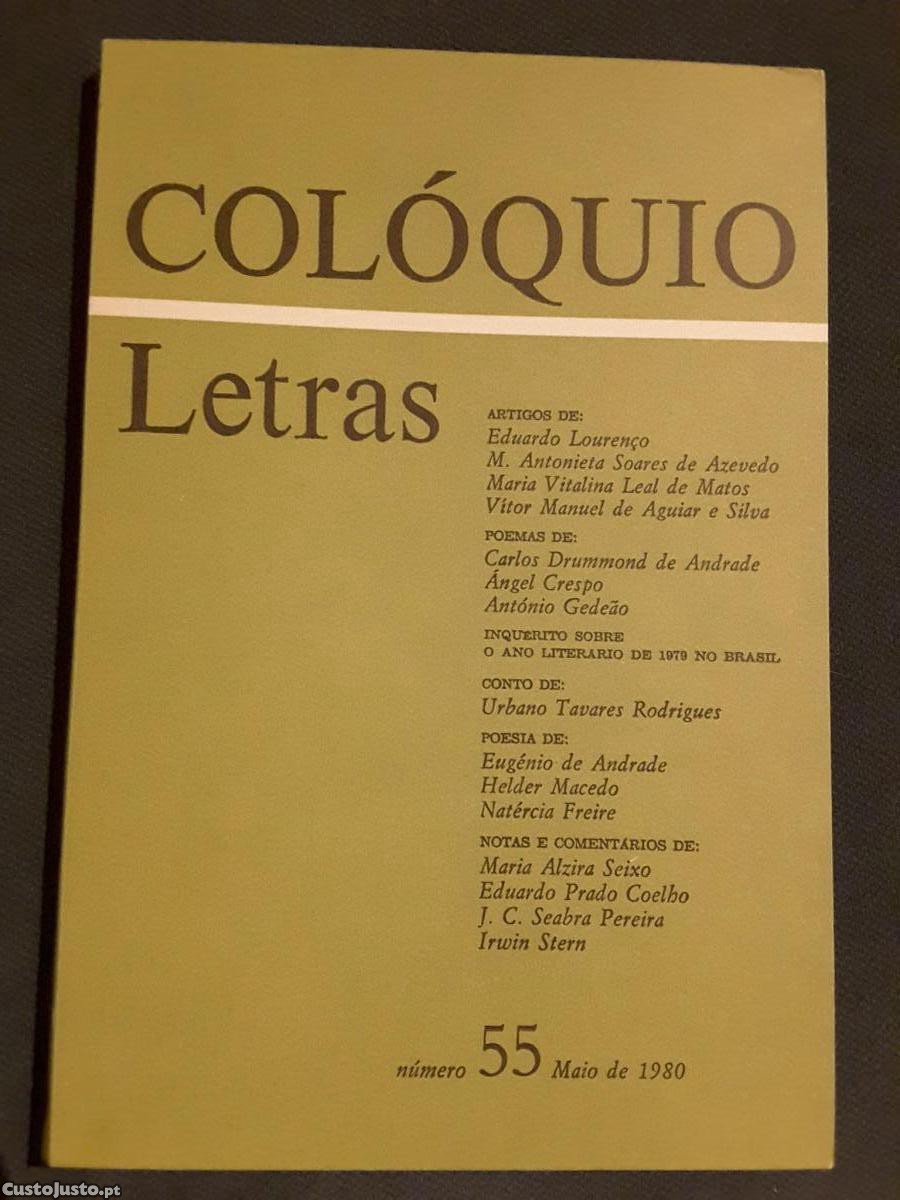 COLÓQUIO
Letras
ARTIGOS DE:
Eduardo Lourenço
M. Antonieta Soares de Azevedo
Maria Vitalina Leal de Matos
Vítor Manuel de Aguiar e Silva
POEMAS DE:
Carlos Drummond de Andrade
Ángel Crespo
António Gedeão
INQUÉRITO SOBRE
O ANO LITERARIO DE 1979 NO BRASIL
CONTO DE:
Urbano Tavares Rodrigues
POESIA DE:
Eugénio de Andrade
Helder Macedo
Natércia Freire
NOTAS E COMENTÁRIOS DE:
Maria Alzira Seixo
Eduardo Prado Coelho
J. C. Seabra Pereira
Irwin Stern
número 55 Maio de 1980
CustoJusto.pt